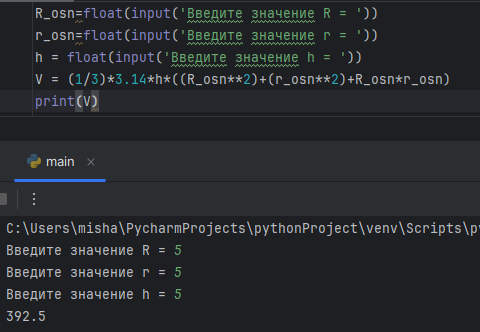 R_osn=float(input('Введите значение R = '))
r_osn=float(input('Введите значение r = '))
h = float(input('Введите значение h = '))
V = (1/3)*3.14*h*((R_osn**2)+(r_osn**2)+R_osn*r_osn)
print(V)
main
C:\Users\misha\PycharmProjects\pythonProject\venv\Scripts\py
Введите значение R = 5
Введите значение r = 5
Введите значение h = 5
392.5